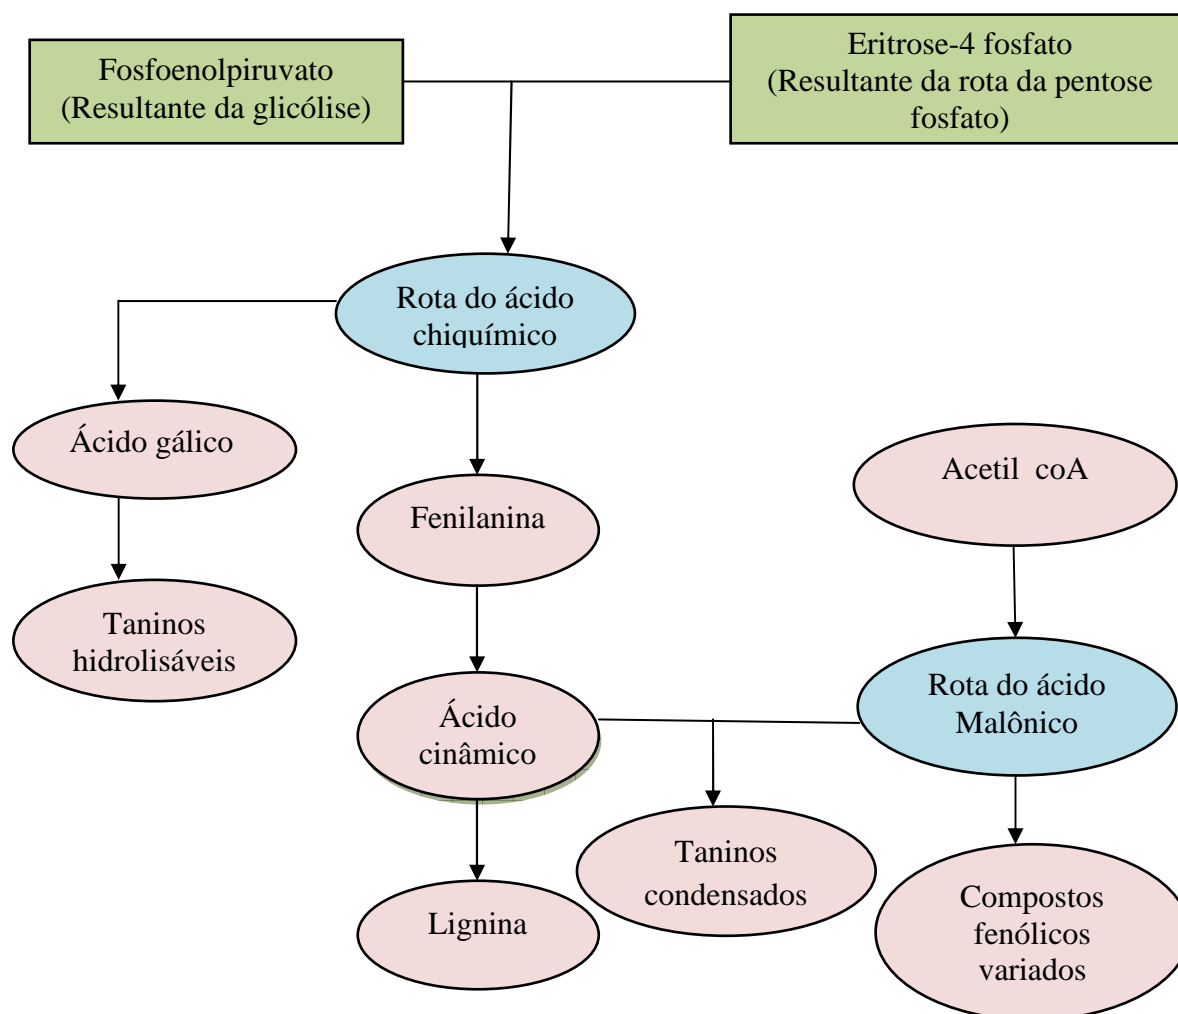 Fosfoenolpiruvato
(Resultante da glicólise)
Eritrose-4 fosfato
(Resultante da rota da pentose
fosfato)
Rota do ácido
chiquímico
Ácido gálico
Taninos
hidrolisáveis
Fenilanina
Ácido
cinâmico
Lignina
Acetil coA
Rota do ácido
Malônico
Taninos
condensados
Compostos
fenólicos
variados